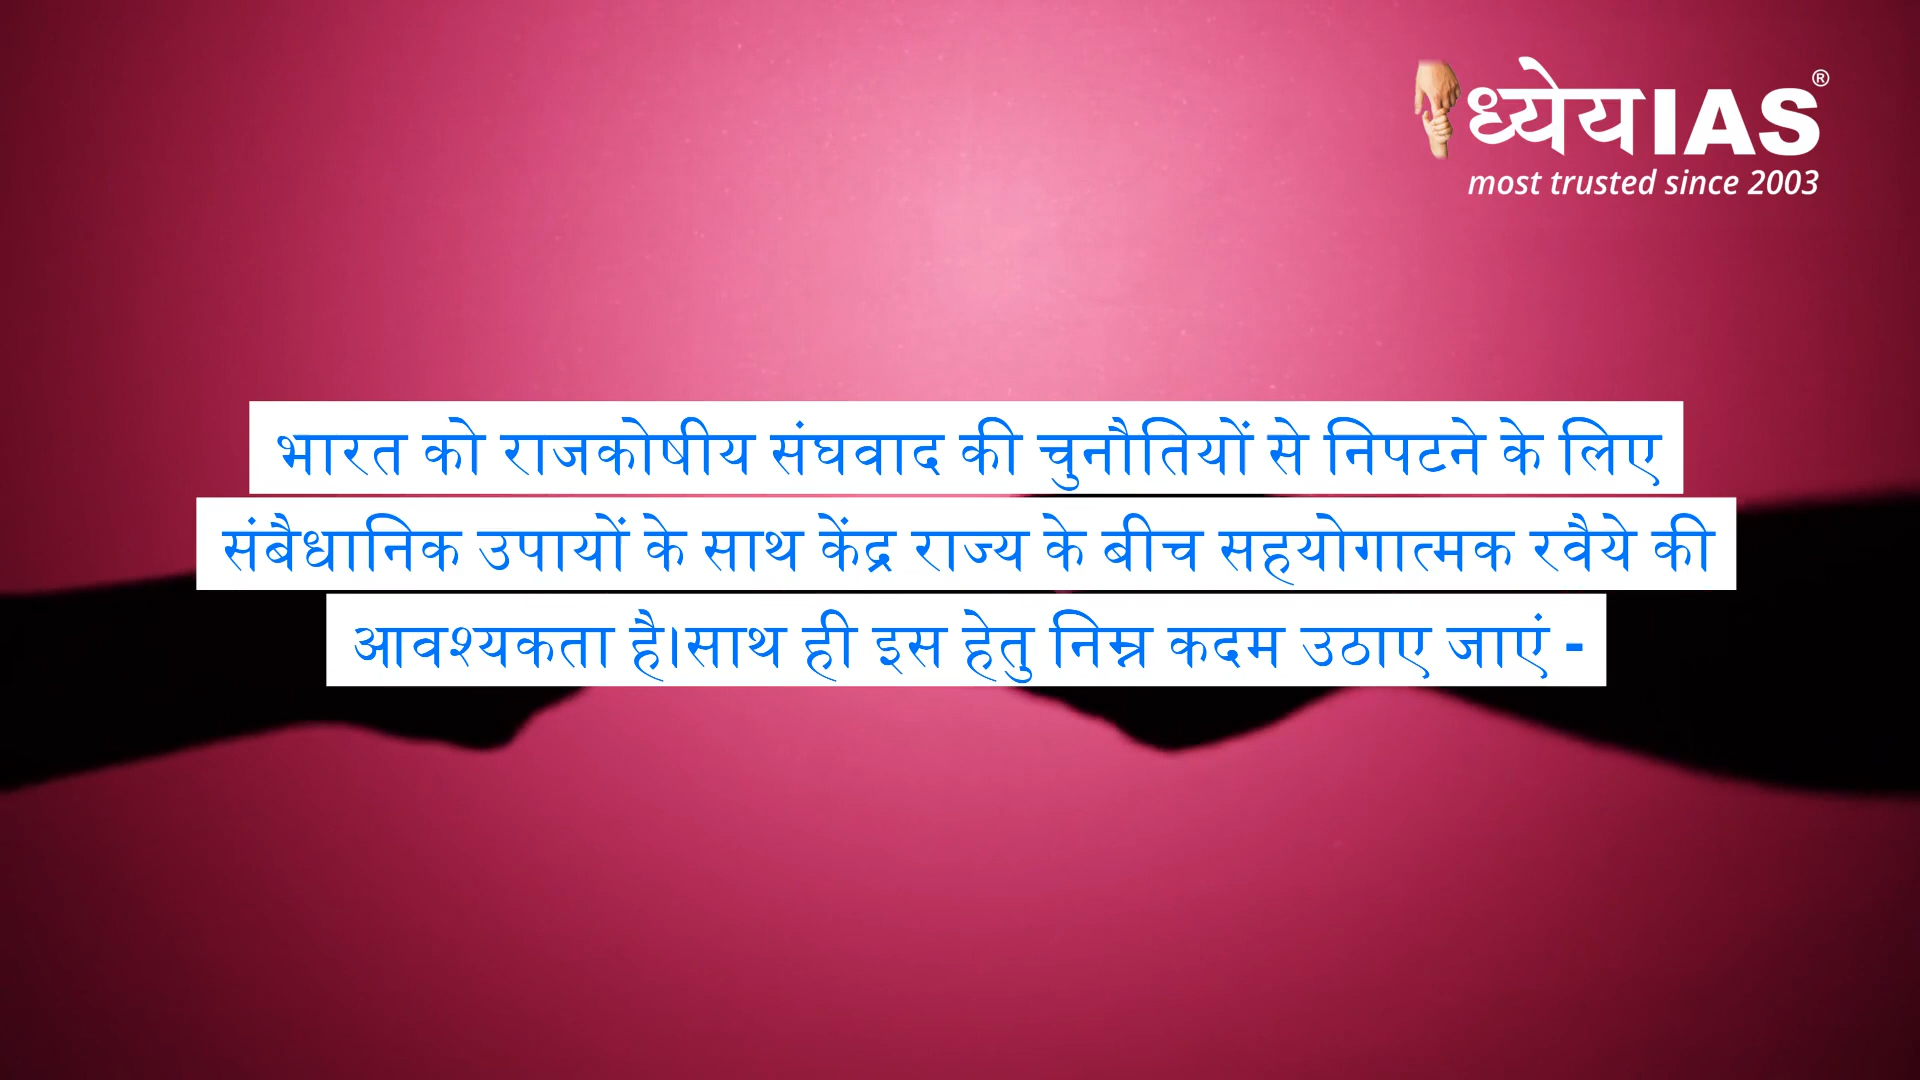 ध्येयIAS®
most trusted since 2003
भारत को राजकोषीय संघवाद की चुनौतियों से निपटने के लिए
संबैधानिक उपायों के साथ केंद्र राज्य के बीच सहयोगात्मक रवैये की
आवश्यकता है।साथ ही इस हेतु निम्न कदम उठाए जाएं -